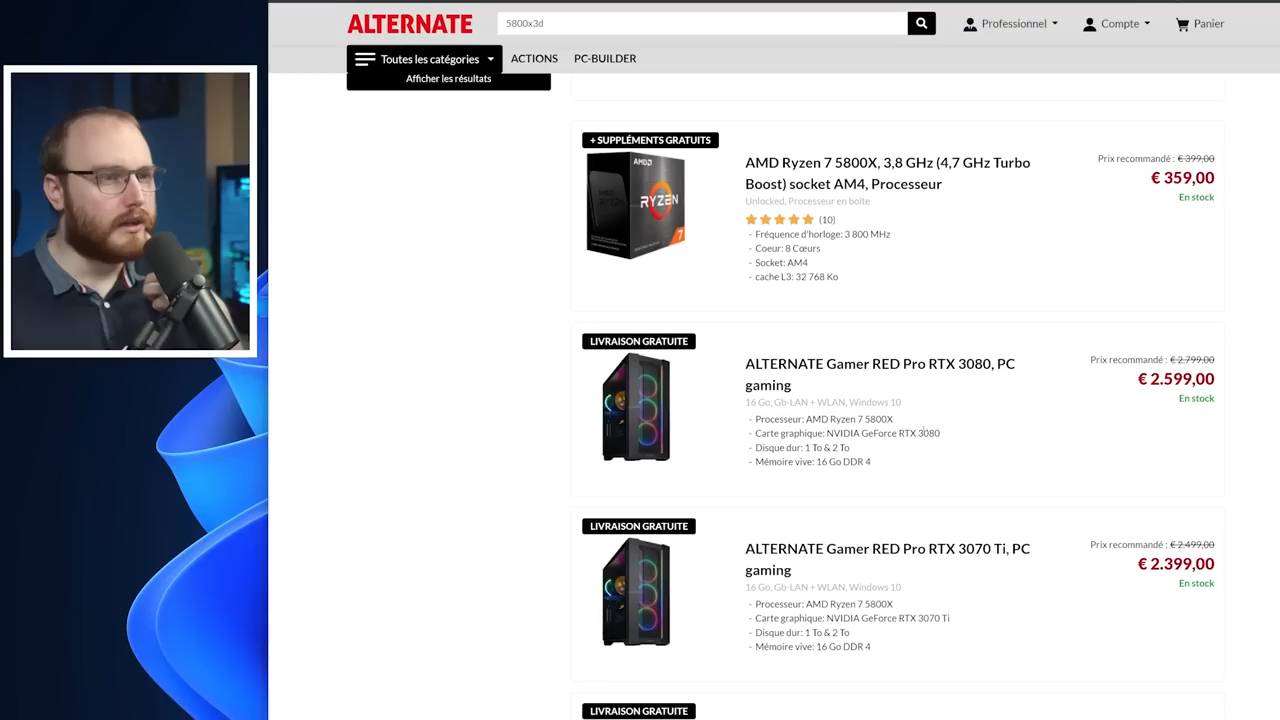 ALTERNATE
5800x3d
Professionnel
Compte
Panier
Toutes les catégories
ACTIONS
PC-BUILDER
Afficher les résultats
+ SUPPLÉMENTS GRATUITS
AMD
RYZEN
7
AMD Ryzen 7 5800X, 3,8 GHz (4,7 GHz Turbo
Boost) socket AM4, Processeur
Unlocked, Processeur en boîte
(10)
- Fréquence d'horloge: 3 800 MHz
- Coeur: 8 Cœurs
- Socket: AM4
- cache L3: 32 768 Ko
Prix recommandé : € 399,00
€ 359,00
En stock
LIVRAISON GRATUITE
ALTERNATE Gamer RED Pro RTX 3080, PC
gaming
16 Go, Gb-LAN + WLAN, Windows 10
- Processeur: AMD Ryzen 7 5800X
- Carte graphique: NVIDIA GeForce RTX 3080
- Disque dur: 1 To & 2 To
- Mémoire vive: 16 Go DDR 4
Prix recommandé : € 2.799,00
€ 2.599,00
En stock
LIVRAISON GRATUITE
ALTERNATE Gamer RED Pro RTX 3070 Ti, PC
gaming
16 Go, Gb-LAN + WLAN, Windows 10
- Processeur: AMD Ryzen 7 5800X
- Carte graphique: NVIDIA GeForce RTX 3070 Ti
- Disque dur: 1 To & 2 To
- Mémoire vive: 16 Go DDR 4
Prix recommandé : € 2.499,00
€ 2.399,00
En stock
LIVRAISON GRATUITE